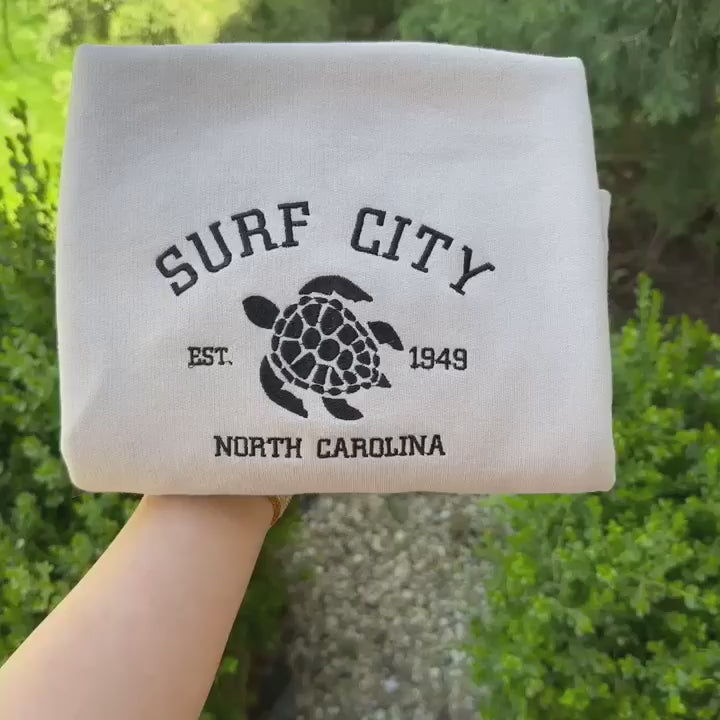 SURF CITY
EST. 1949
NORTH CAROLINA